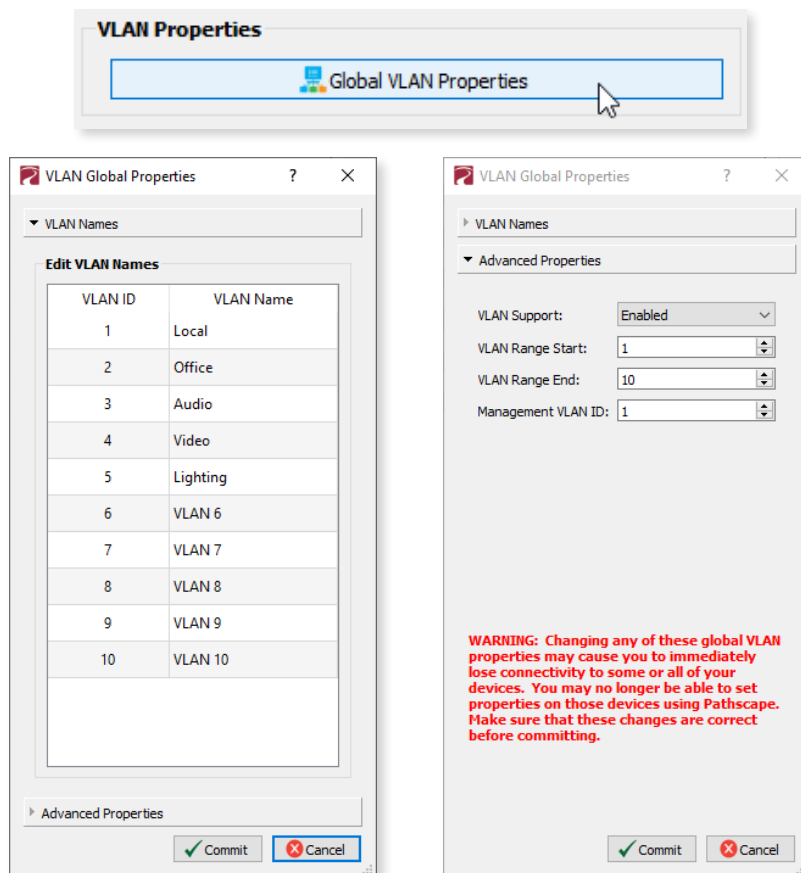 VLAN Properties
Global VLAN Properties
VLAN Global Properties ?
VLAN Names
Edit VLAN Names
VLAN ID VLAN Name
1 Local
2 Office
3 Audio
4 Video
5 Lighting
6 VLAN 6
7 VLAN 7
8 VLAN 8
9 VLAN 9
10 VLAN 10
Advanced Properties
Commit Cancel
VLAN Global Properties ?
VLAN Names
Advanced Properties
VLAN Support: Enabled
VLAN Range Start: 1
VLAN Range End: 10
Management VLAN ID: 1
WARNING: Changing any of these global VLAN
properties may cause you to immediately
lose connectivity to some or all of your
devices. You may no longer be able to set
properties on those devices using Pathscape.
Make sure that these changes are correct
before committing.
Commit Cancel